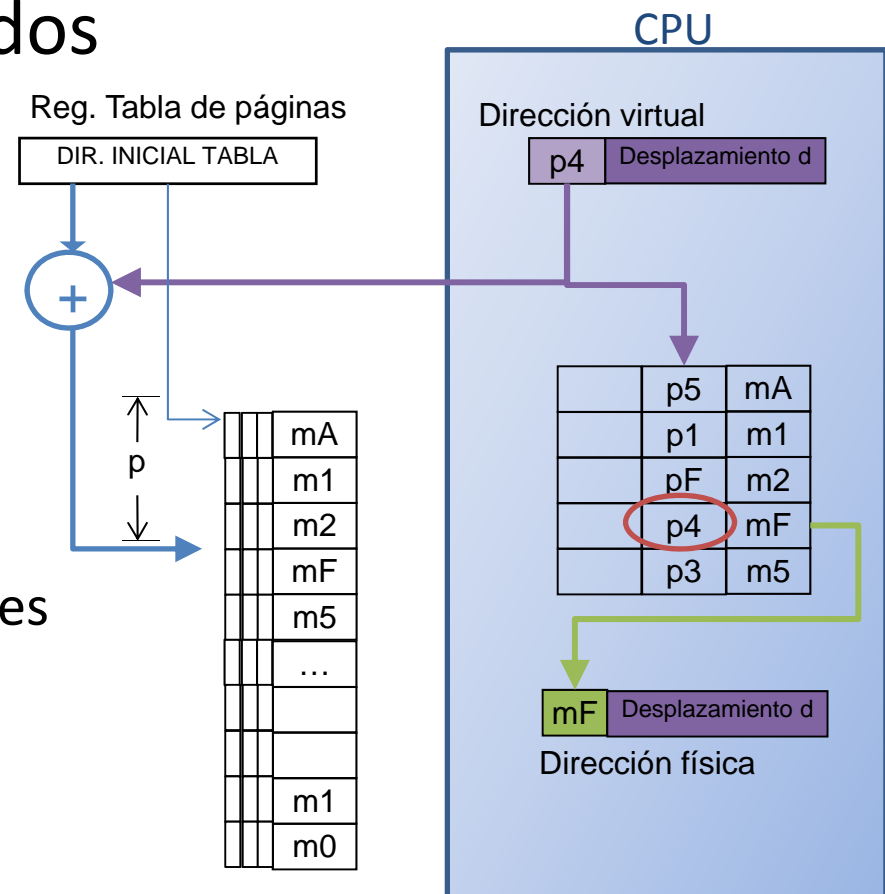 dos
CPU
Reg. Tabla de páginas
DIR. INICIAL TABLA
Dirección virtual
p4 Desplazamiento d
+
p
mA
m1
m2
mF
m5
…
m1
m0
es
p5 mA
p1 m1
pF m2
p4 mF
p3 m5
mF Desplazamiento d
Dirección física